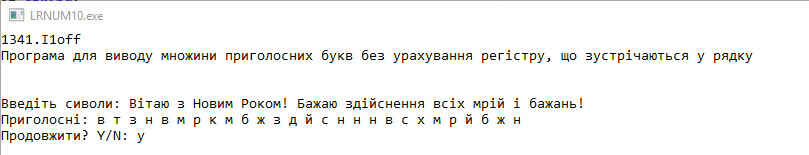 LRNUM10.exe
1341.I1off
Програма для виводу множини приголосних букв без урахування регістру, що зустрічаються у рядку
Введіть сиволи: Вітаю з Новим Роком! Бажаю здійснення всіх мрій і бажань!
Приголосні: в т з н в м р к м б ж з д й с н н н в с х м р й б ж н
Продовжити? Y/N: y